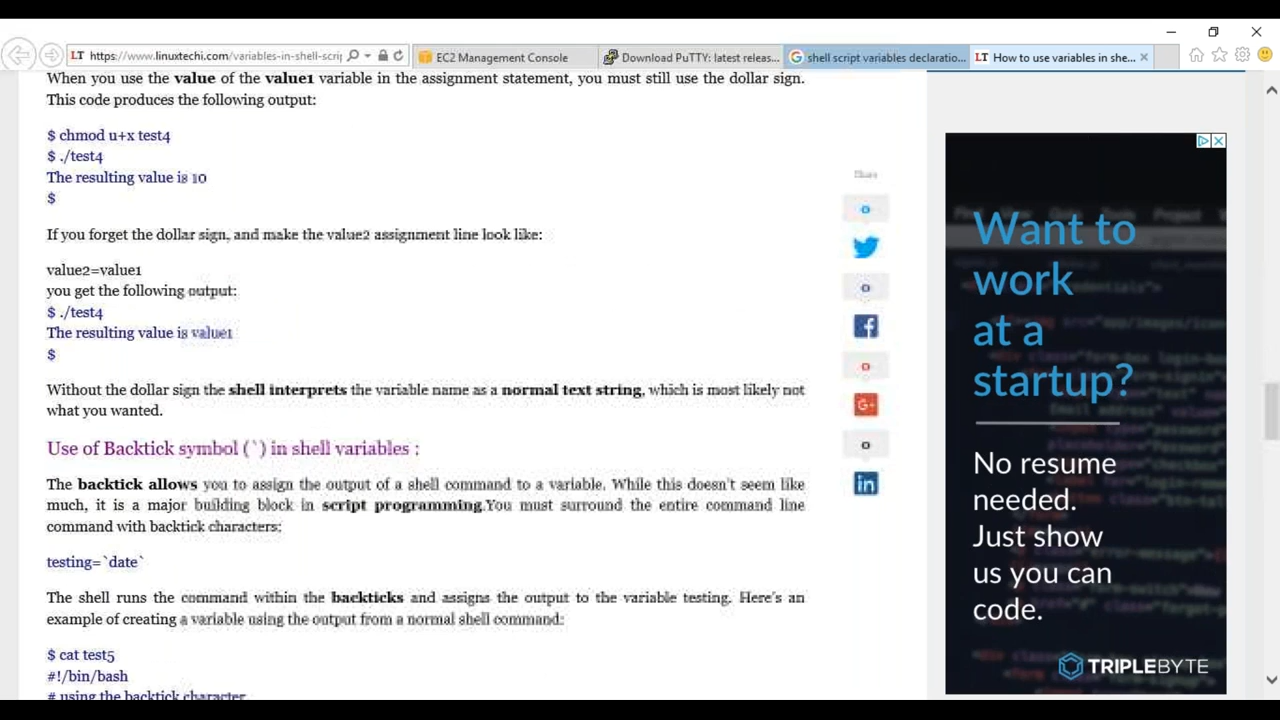 https://www.linuxtechi.com/variables-in-shell-scrip
EC2 Management Console
Download PuTTY: latest releas...
shell script variables declaratio...
How to use variables in she...
When you use the value of the value1 variable in the assignment statement, you must still use the dollar sign.
This code produces the following output:
$ chmod u+x test4
$ ./test4
The resulting value is 10
$
If you forget the dollar sign, and make the value2 assignment line look like:
value2=value1
you get the following output:
$ ./test4
The resulting value is value1
$
Without the dollar sign the shell interprets the variable name as a normal text string, which is most likely not
what you wanted.
Use of Backtick symbol (`) in shell variables :
The backtick allows you to assign the output of a shell command to a variable. While this doesn't seem like
much, it is a major building block in script programming.You must surround the entire command line
command with backtick characters:
testing=`date`
The shell runs the command within the backticks and assigns the output to the variable testing. Here's an
example of creating a variable using the output from a normal shell command:
$ cat test5
#!/bin/bash
# using the backtick character
Share
0
0
0
0
Want to
work
at a
startup?
No resume
needed.
Just show
us you can
code.
TRIPLEBYTE